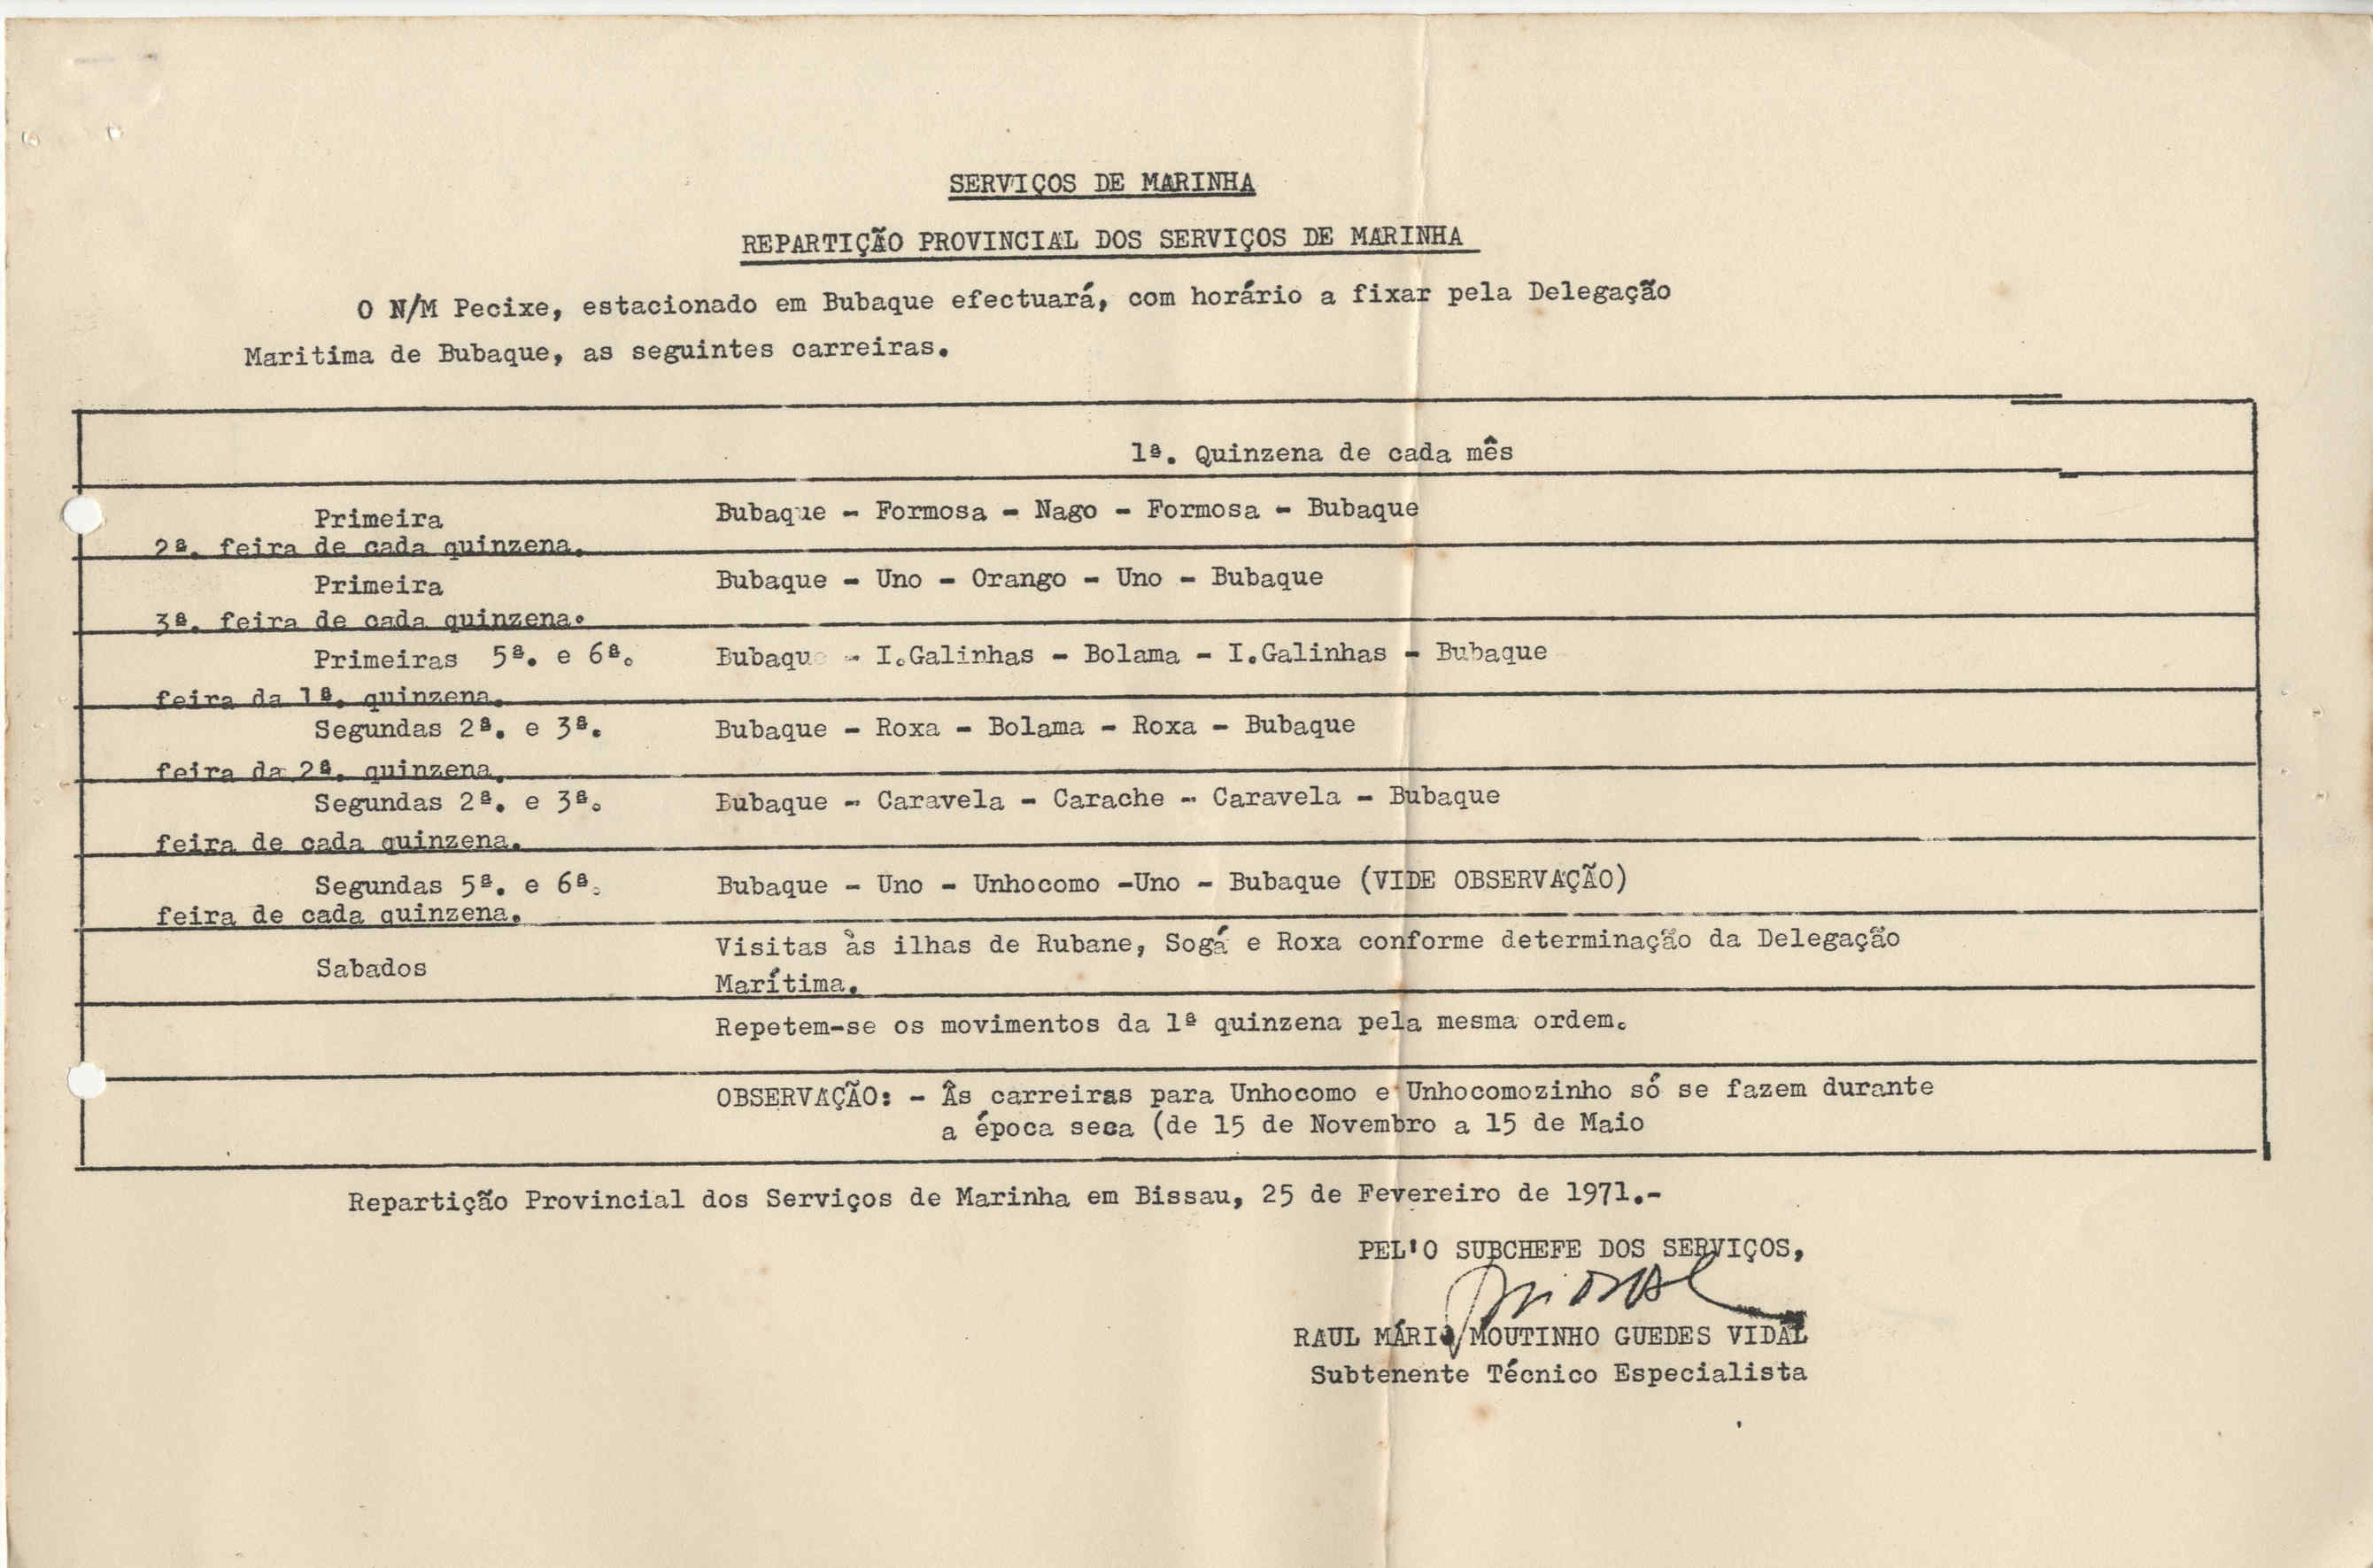 SERVIÇOS DE MARINHA
REPARTIÇÃO PROVINCIAL DOS SERVIÇOS DE MARINHA
O N/M Pecixe, estacionado em Bubaque efectuará, com horário a fixar pela Delegação
Maritima de Bubaque, as seguintes carreiras.
1ª. Quinzena de cada mês
Primeira
Bubaque - Formosa - Nago - Formosa - Bubaque
2ª. feira de cada quinzena.
Primeira
Bubaque - Uno - Orango - Uno - Bubaque
3ª. feira de cada quinzena.
Primeiras 5ª. e 6ª.
Bubaque - I.Galinhas - Bolama - I.Galinhas - Bubaque
feira da 1ª. quinzena.
Segundas 2ª. e 3ª.
Bubaque - Roxa - Bolama - Roxa - Bubaque
feira da 2ª. quinzena.
Segundas 2ª. e 3ª.
Bubaque - Caravela - Carache - Caravela - Bubaque
feira de cada quinzena.
Segundas 5ª. e 6ª.
Bubaque - Uno - Unhocomo -Uno - Bubaque (VIDE OBSERVAÇÃO)
feira de cada quinzena.
Sabados
Visitas às ilhas de Rubane, Sogá e Roxa conforme determinação da Delegação
Marítima.
Repetem-se os movimentos da 1ª quinzena pela mesma ordem.
OBSERVAÇÃO: - Âs carreiras para Unhocomo e Unhocomozinho só se fazem durante
a época seca (de 15 de Novembro a 15 de Maio
Repartição Provincial dos Serviços de Marinha em Bissau, 25 de Fevereiro de 1971.-
PEL'O SUBCHEFE DOS SERVIÇOS,
RAUL MÁRIO MOUTINHO GUEDES VIDAL
Subtenente Técnico Especialista